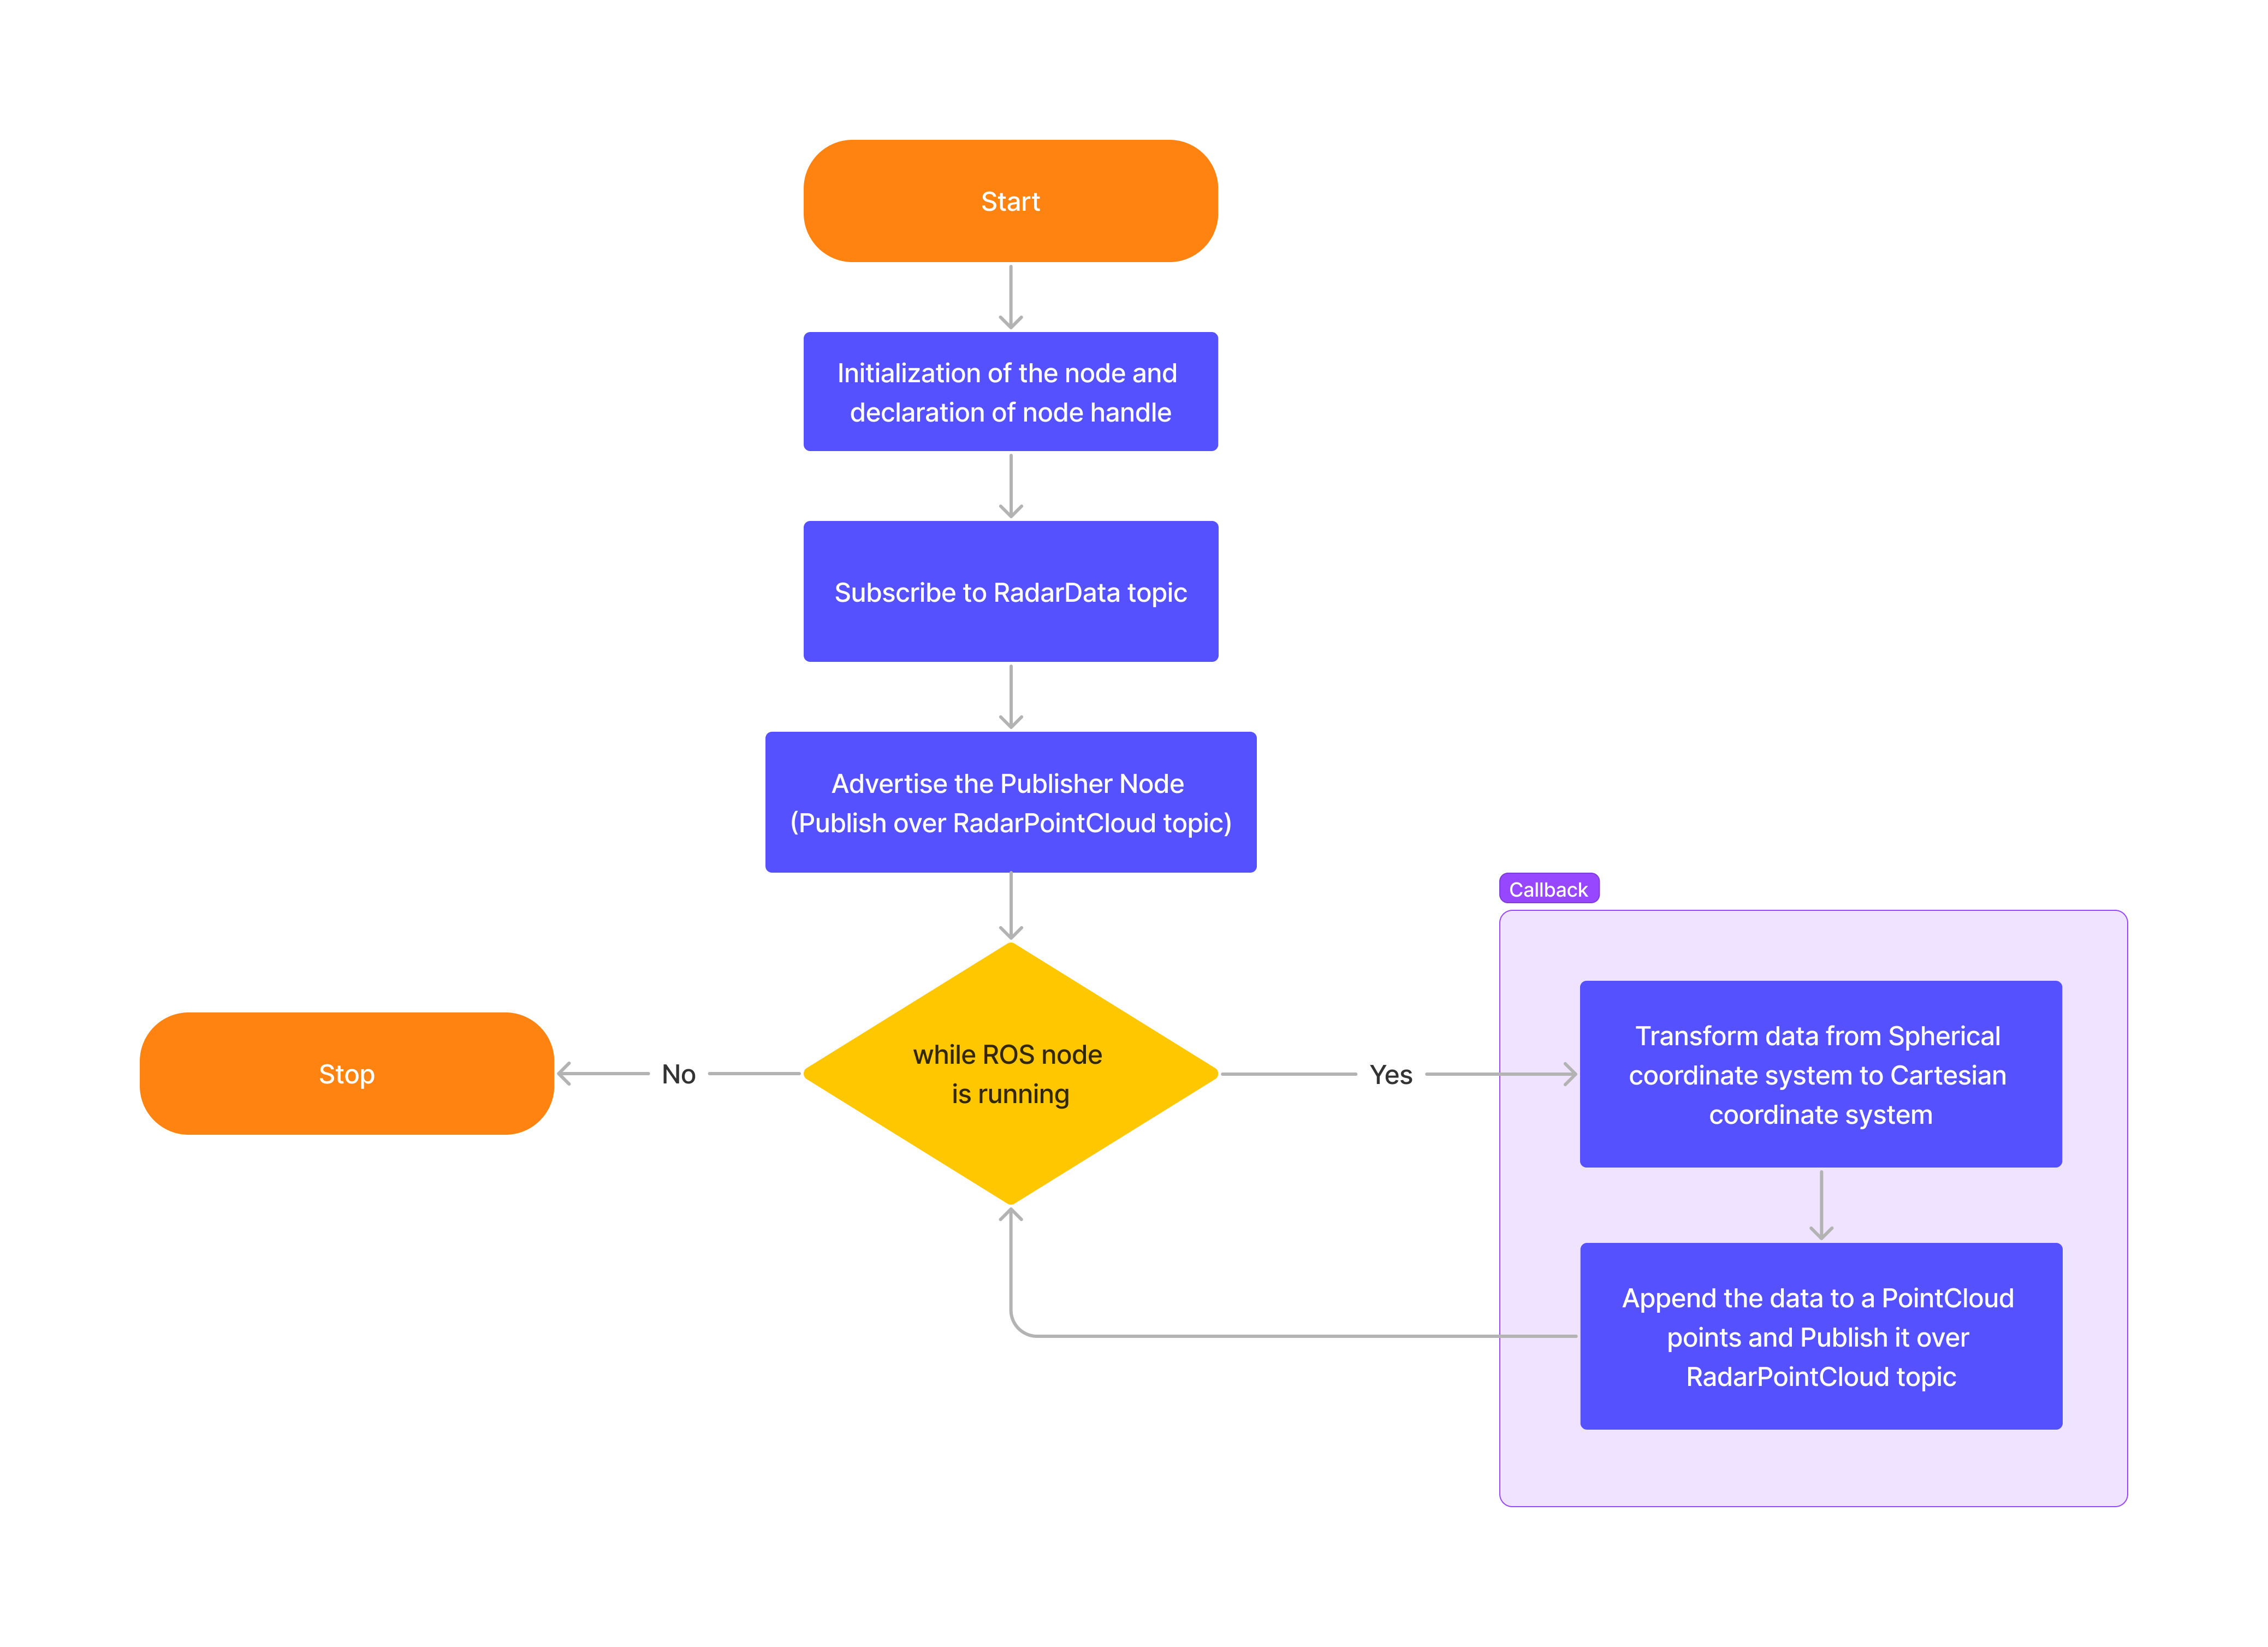 Start
Initialization of the node and
declaration of node handle
Subscribe to RadarData topic
Advertise the Publisher Node
(Publish over RadarPointCloud topic)
while ROS node
is running
No
Stop
Yes
Callback
Transform data from Spherical
coordinate system to Cartesian
coordinate system
Append the data to a PointCloud
points and Publish it over
RadarPointCloud topic